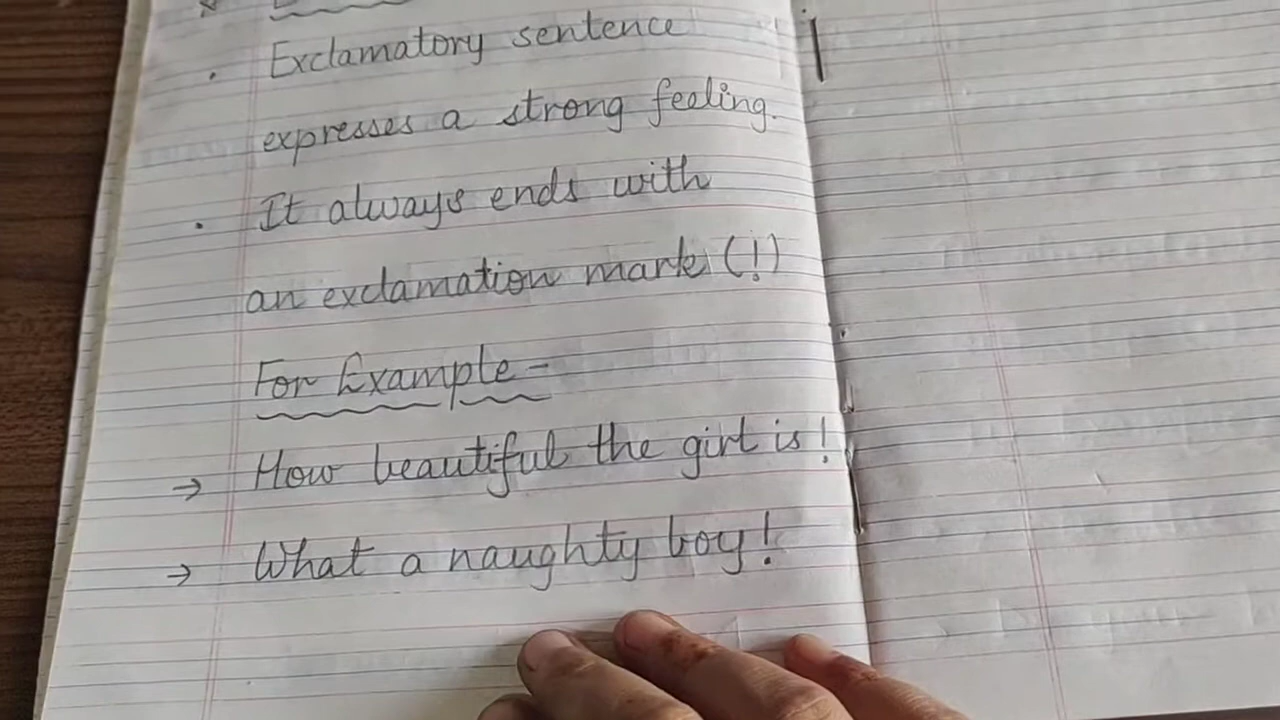 • Exclamatory sentence
expresses a strong feeling.
• It always ends with
an exclamation mark (!)
For Example -
→ How beautiful the girl is!
→ What a naughty boy!